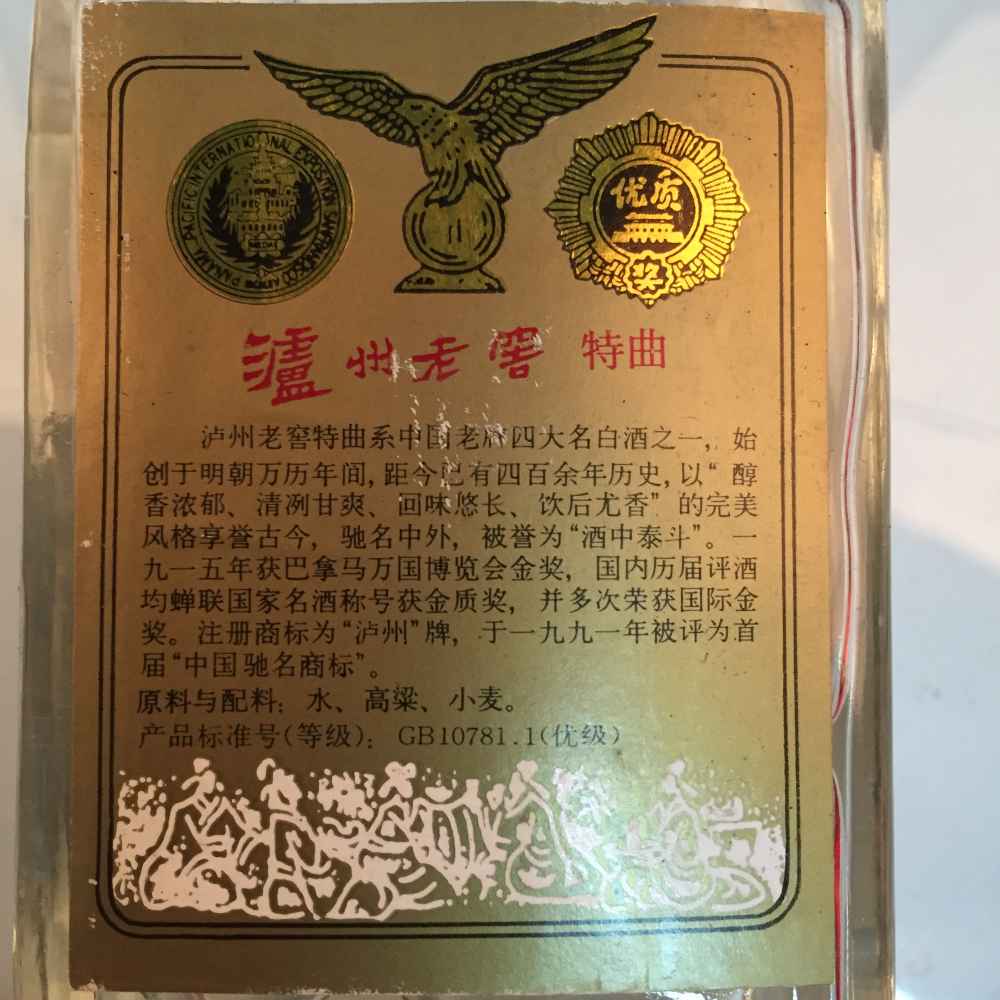 PANAMA PACIFIC INTERNATIONAL EXPOSITION SAN FRANCISCO
MEDAL
优质
奖
泸州老窖 特曲
泸州老窖特曲系中国老牌四大名白酒之一,始
创于明朝万历年间,距今已有四百余年历史,以“醇
香浓郁、清冽甘爽、回味悠长、饮后尤香”的完美
风格享誉古今,驰名中外,被誉为“酒中泰斗”。一
九一五年获巴拿马万国博览会金奖,国内历届评酒
均蝉联国家名酒称号获金质奖,并多次荣获国际金
奖。注册商标为“泸州”牌,于一九九一年被评为首
届“中国驰名商标”。
原料与配料:水、高粱、小麦。
产品标准号(等级):GB10781.1(优级)